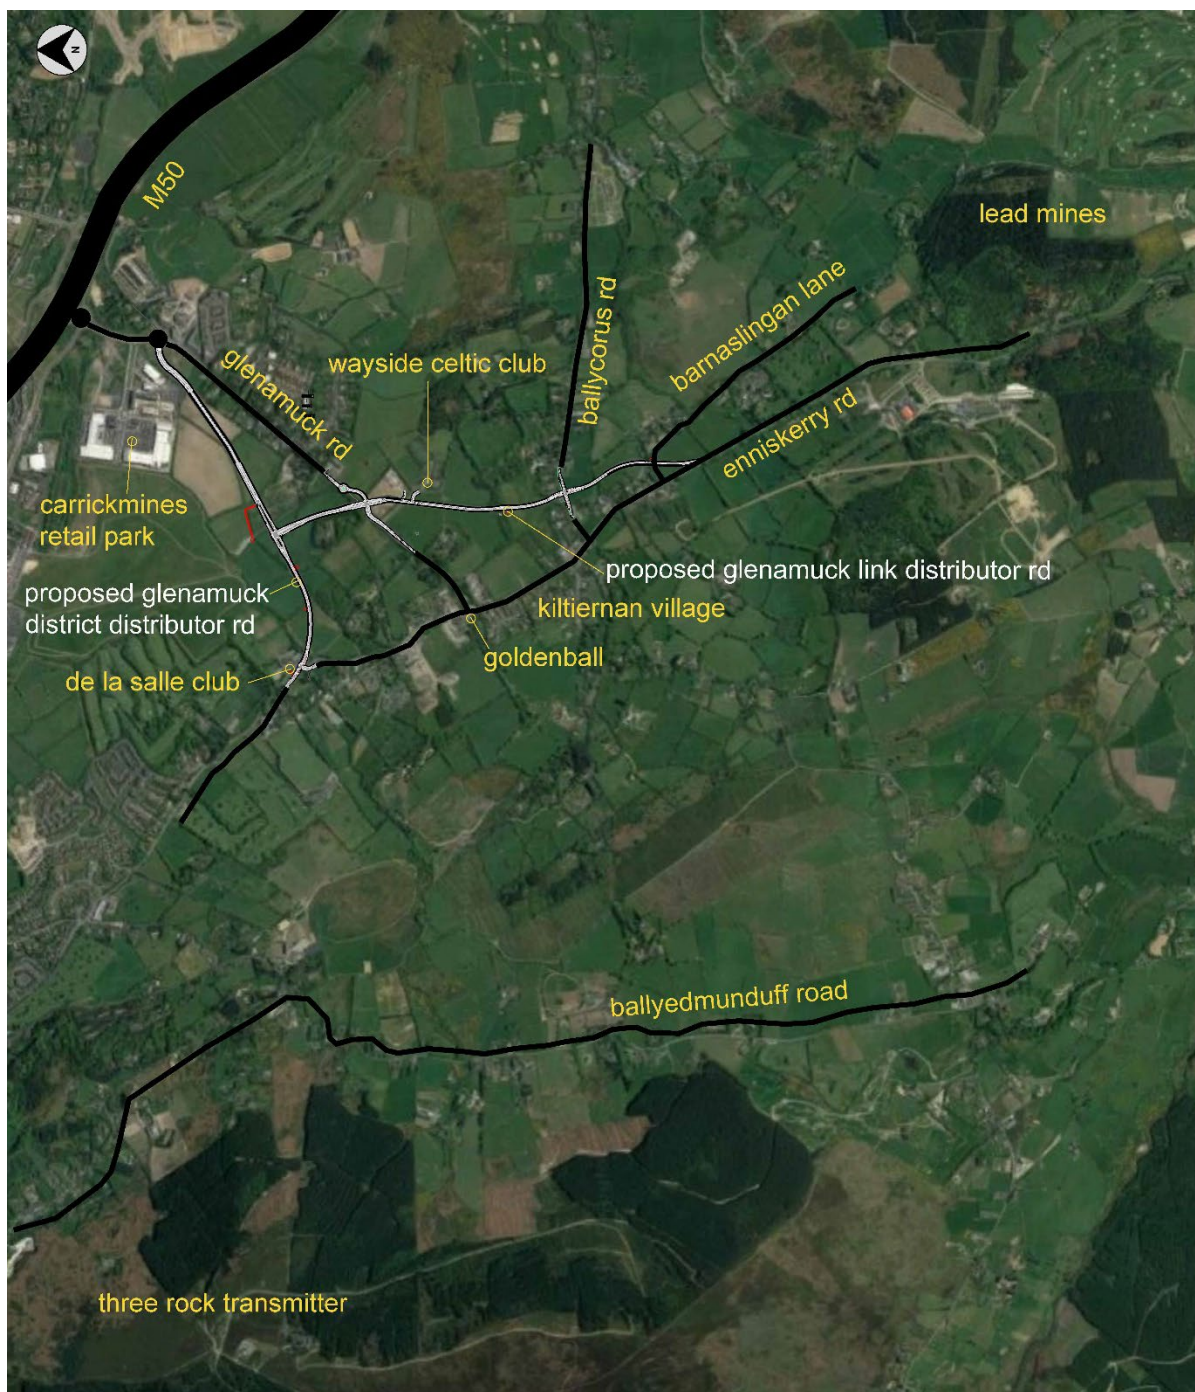 N
M50
lead mines
barnaslingan lane
ballycorus rd
wayside celtic club
glenamuck rd
enniskerry rd
carrickmines
retail park
proposed glenamuck link distributor rd
proposed glenamuck
district distributor rd
kiltiernan village
goldenball
de la salle club
ballyedmunduff road
three rock transmitter